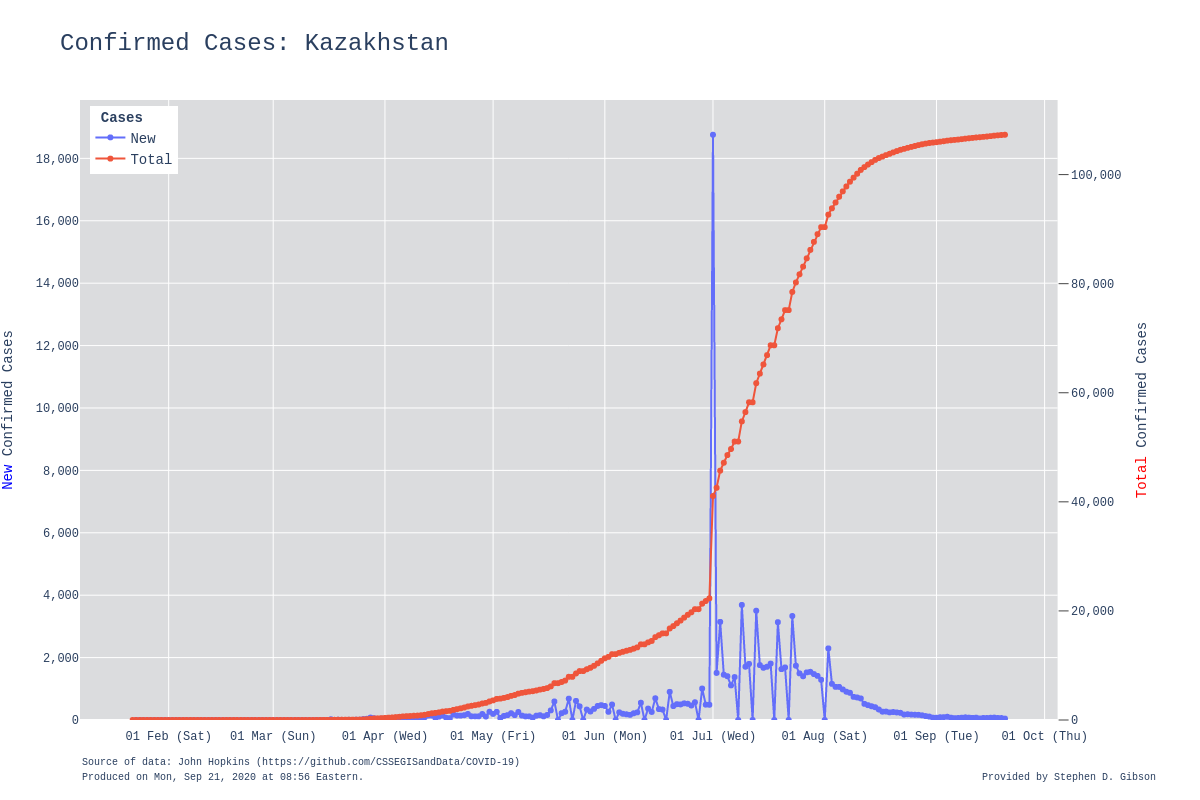 Confirmed Cases: Kazakhstan
Cases
New
Total
18,000
16,000
14,000
12,000
10,000
8,000
6,000
4,000
2,000
0
100,000
80,000
60,000
40,000
20,000
0
New Confirmed Cases
Total Confirmed Cases
01 Feb (Sat)
01 Mar (Sun)
01 Apr (Wed)
01 May (Fri)
01 Jun (Mon)
01 Jul (Wed)
01 Aug (Sat)
01 Sep (Tue)
01 Oct (Thu)
Source of data: John Hopkins (https://github.com/CSSEGISandData/COVID-19)
Produced on Mon, Sep 21, 2020 at 08:56 Eastern.
Provided by Stephen D. Gibson